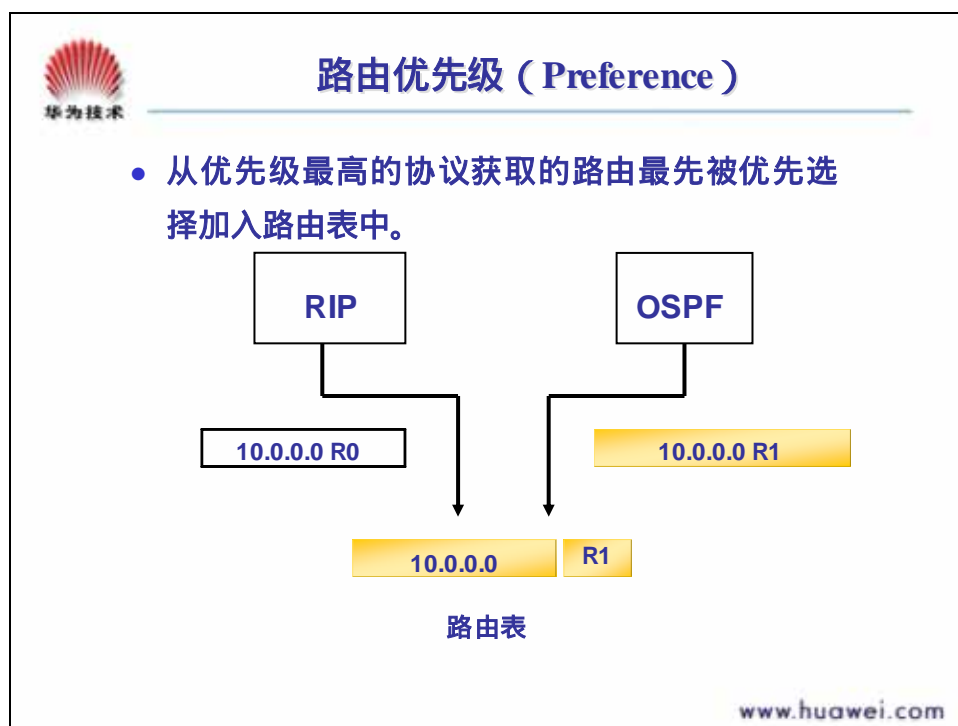 路由优先级（Preference）
华为技术
● 从优先级最高的协议获取的路由最先被优先选
择加入路由表中。
RIP
OSPF
10.0.0.0 R0
10.0.0.0 R1
10.0.0.0
R1
路由表
www.huawei.com